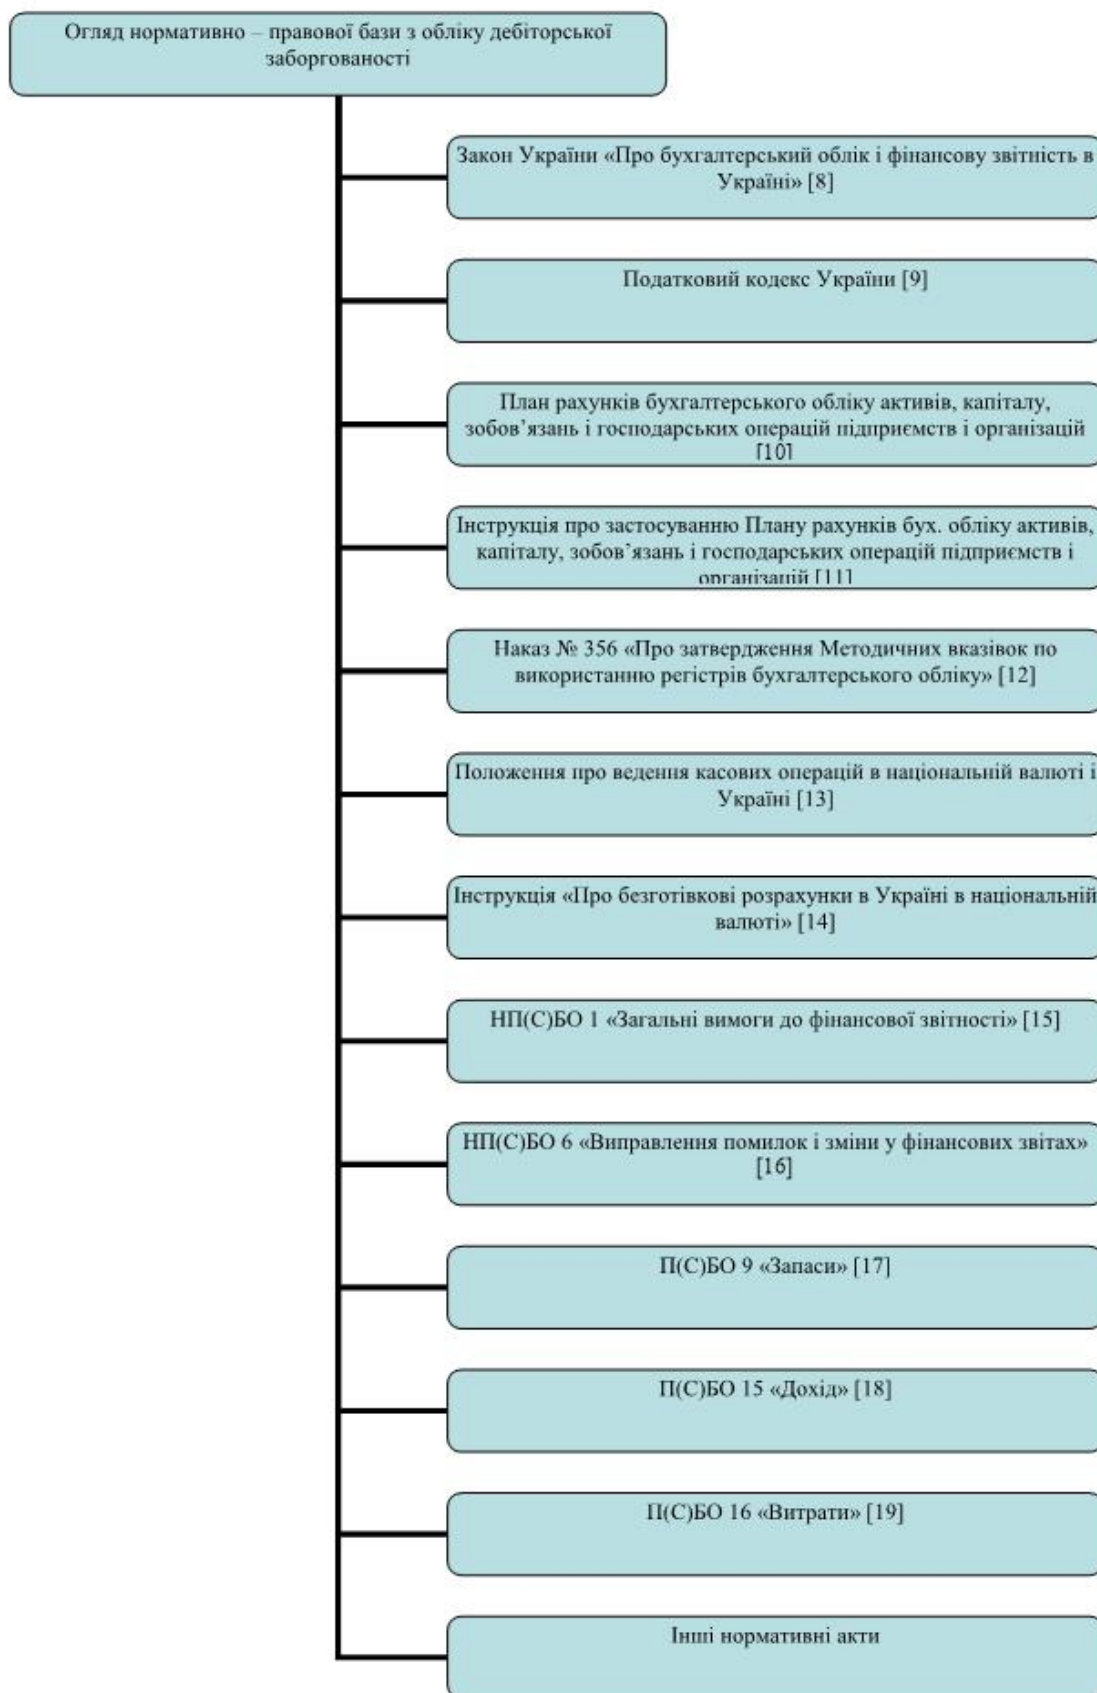 Огляд нормативно – правової бази з обліку дебіторської
заборгованості
Закон України «Про бухгалтерський облік і фінансову звітність в
Україні» [8]
Податковий кодекс України [9]
План рахунків бухгалтерського обліку активів, капіталу,
зобов’язань і господарських операцій підприємств і організацій
[10]
Інструкція про застосуванню Плану рахунків бух. обліку активів,
капіталу, зобов’язань і господарських операцій підприємств і
організацій [11]
Наказ № 356 «Про затвердження Методичних вказівок по
використанню регістрів бухгалтерського обліку» [12]
Положення про ведення касових операцій в національній валюті і
Україні [13]
Інструкція «Про безготівкові розрахунки в Україні в національній
валюті» [14]
НП(С)БО 1 «Загальні вимоги до фінансової звітності» [15]
НП(С)БО 6 «Виправлення помилок і зміни у фінансових звітах»
[16]
П(С)БО 9 «Запаси» [17]
П(С)БО 15 «Дохід» [18]
П(С)БО 16 «Витрати» [19]
Інші нормативні акти